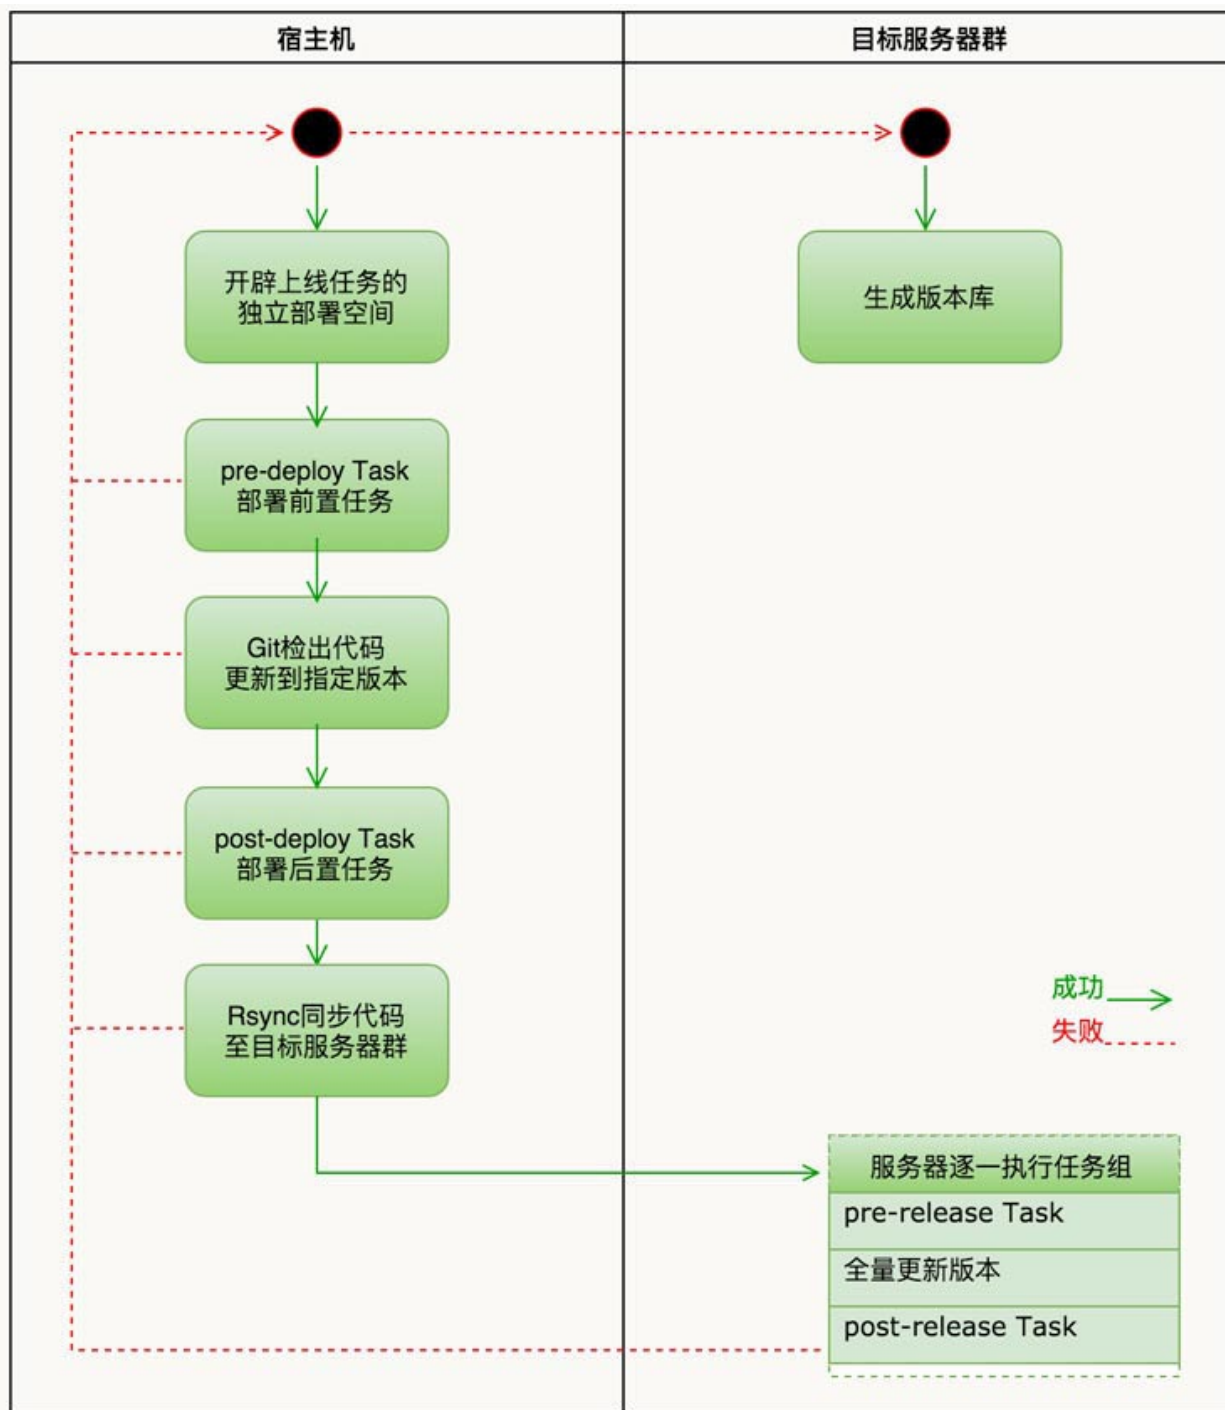 宿主机
目标服务器群
开辟上线任务的
独立部署空间
生成版本库
pre-deploy Task
部署前置任务
Git检出代码
更新到指定版本
post-deploy Task
部署后置任务
Rsync同步代码
至目标服务器群
成功
失败
服务器逐一执行任务组
pre-release Task
全量更新版本
post-release Task